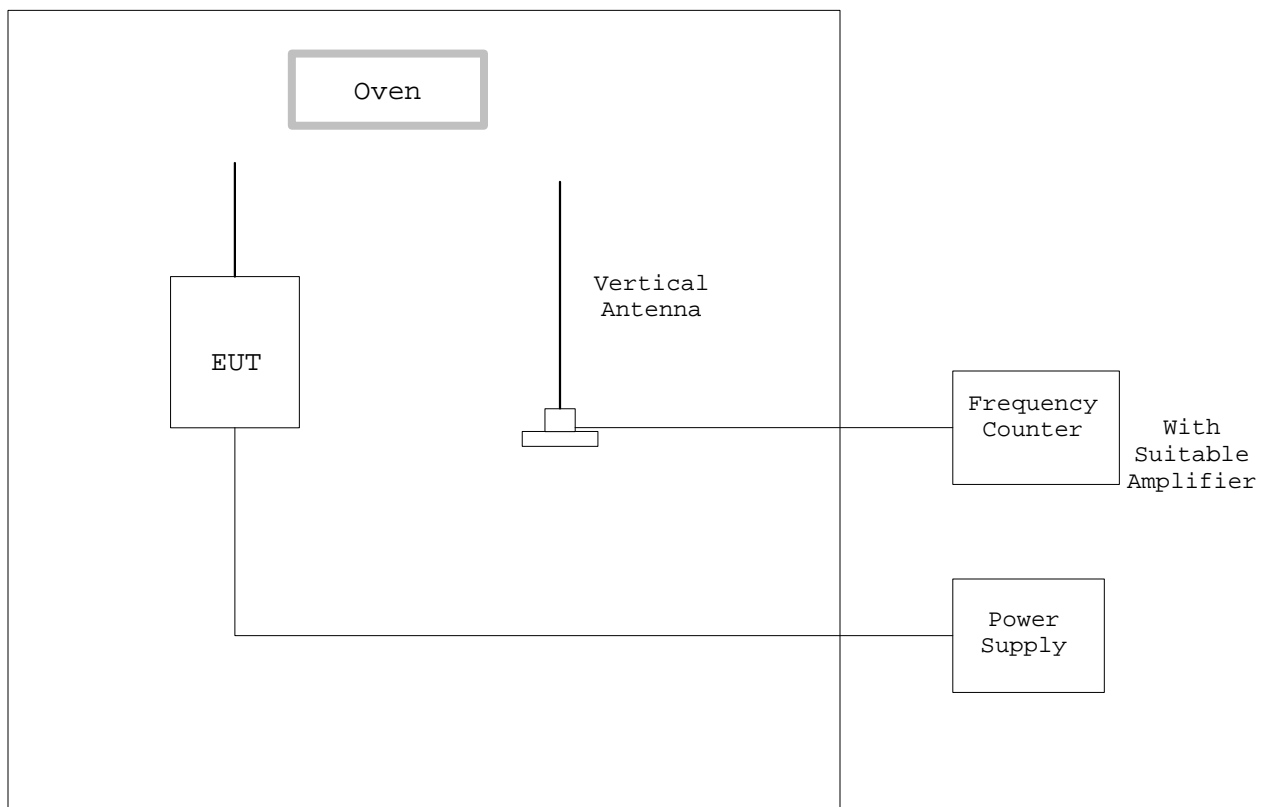 Oven
Vertical
Antenna
EUT
Frequency
Counter
With
Suitable
Amplifier
Power
Supply